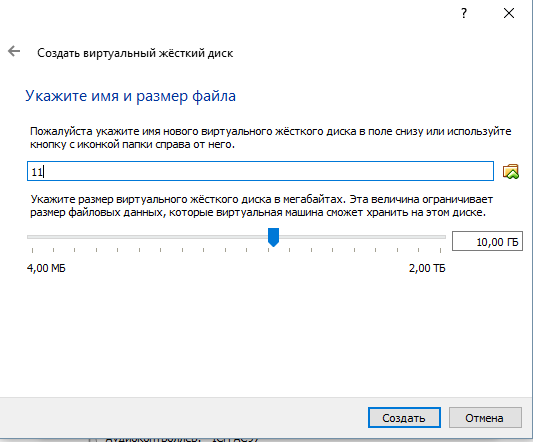 ?
Создать виртуальный жёсткий диск
Укажите имя и размер файла
Пожалуйста укажите имя нового виртуального жёсткого диска в поле снизу или используйте
кнопку с иконкой папки справа от него.
11
Укажите размер виртуального жёсткого диска в мегабайтах. Эта величина ограничивает
размер файловых данных, которые виртуальная машина сможет хранить на этом диске.
10,00 ГБ
4,00 МБ 2,00 ТБ
Создать Отмена